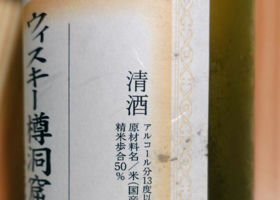 清酒
アルコール分13度以
原材料名／米（国産
精米歩合50％
ウィスキー樽洞窟